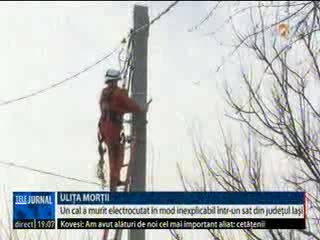 ULIȚA MORȚII
TELE JURNAL
Un cal a murit electrocutat în mod inexplicabil într-un sat din județul Iași
direct 19:07
Kovesi: Am avut alături de noi cel mai important aliat: cetățenii